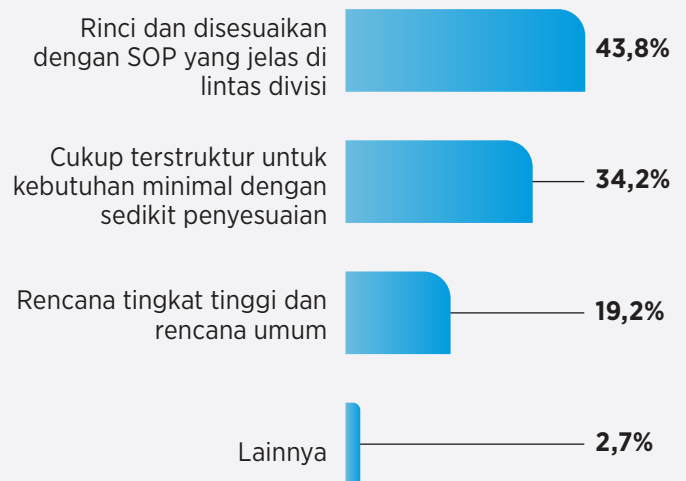 Rinci dan disesuaikan
dengan SOP yang jelas di
lintas divisi
43,8%
Cukup terstruktur untuk
kebutuhan minimal dengan
sedikit penyesuaian
34,2%
Rencana tingkat tinggi dan
rencana umum
19,2%
Lainnya
2,7%